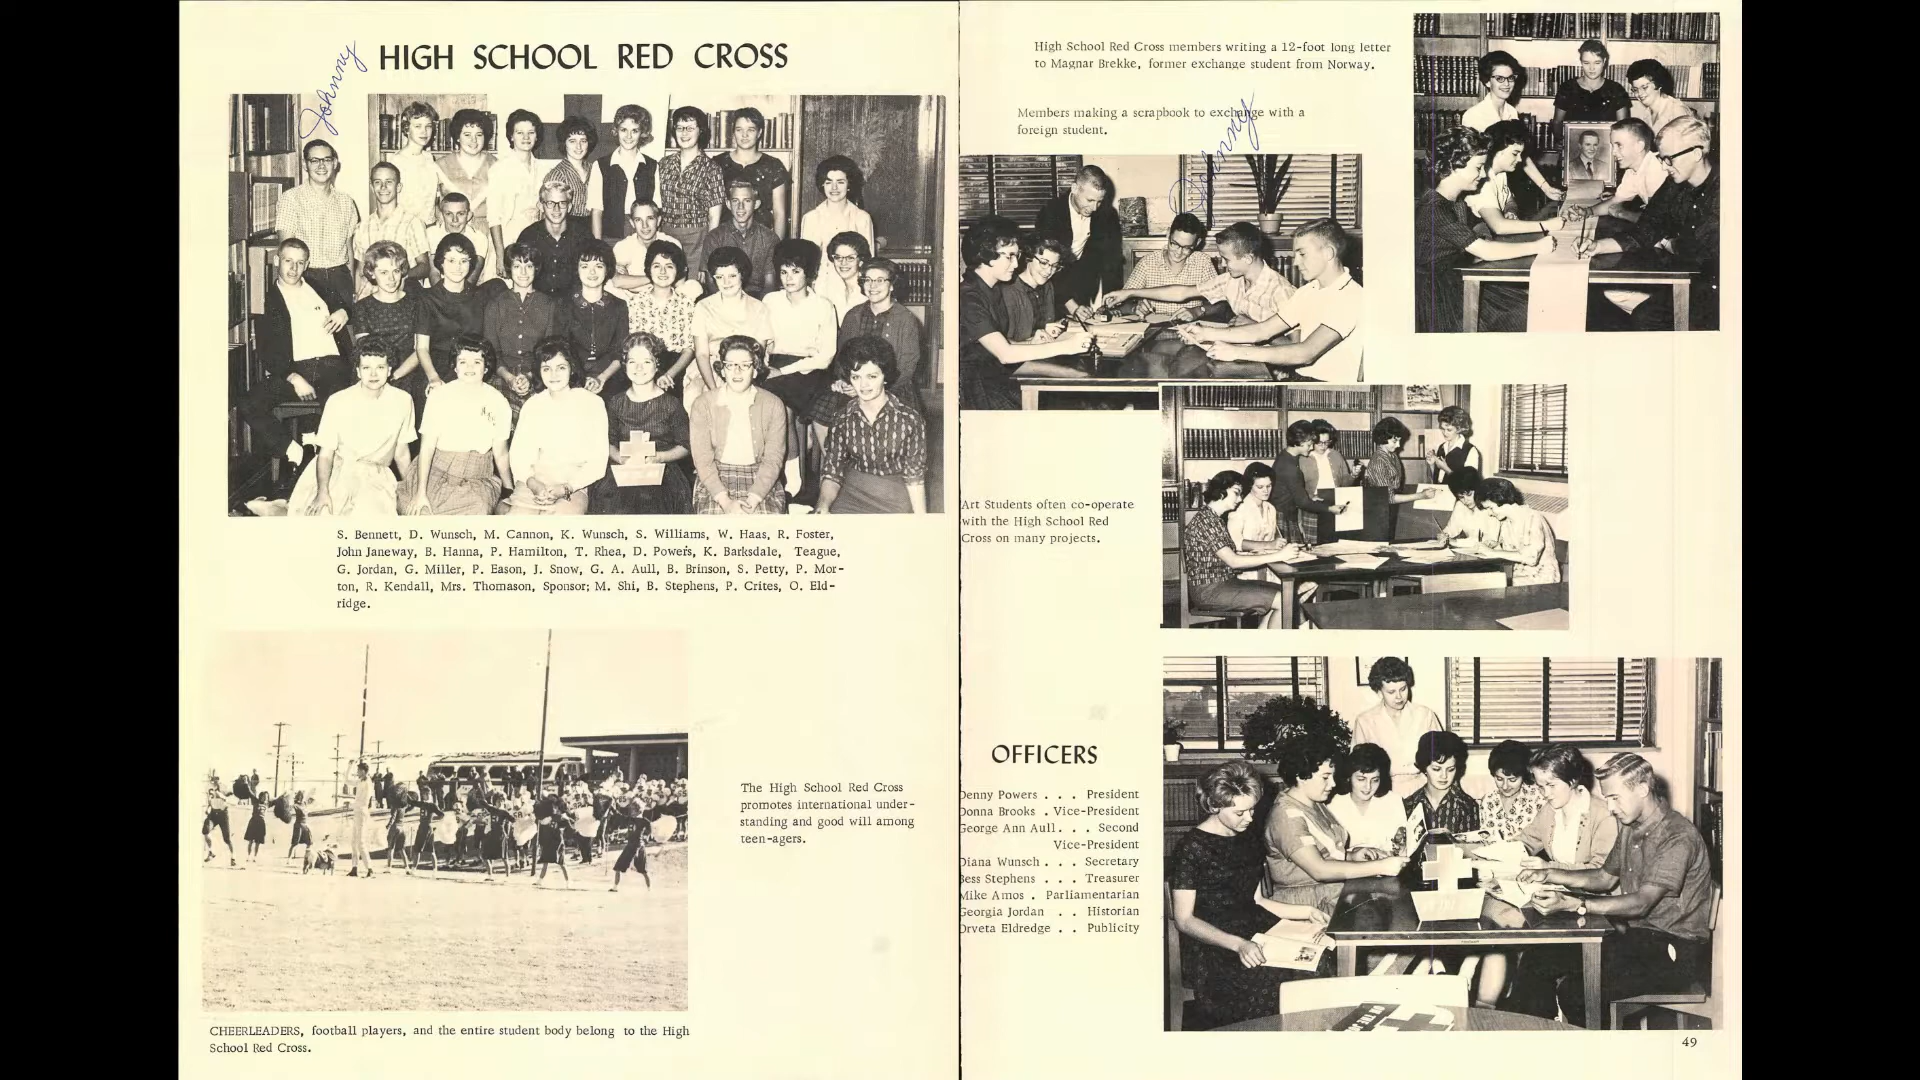 Johnny
HIGH SCHOOL RED CROSS
S. Bennett, D. Wunsch, M. Cannon, K. Wunsch, S. Williams, W. Haas, R. Foster,
John Janeway, B. Hanna, P. Hamilton, T. Rhea, D. Powers, K. Barksdale, Teague,
G. Jordan, G. Miller, P. Eason, J. Snow, G. A. Aull, B. Brinson, S. Petty, P. Mor-
ton, R. Kendall, Mrs. Thomason, Sponsor; M. Shi, B. Stephens, P. Crites, O. Eld-
ridge.
The High School Red Cross
promotes international under-
standing and good will among
teen-agers.
CHEERLEADERS, football players, and the entire student body belong to the High
School Red Cross.
High School Red Cross members writing a 12-foot long letter
to Magnar Brekke, former exchange student from Norway.
Members making a scrapbook to exchange with a
foreign student.
Johnny
Art Students often co-operate
with the High School Red
Cross on many projects.
OFFICERS
Denny Powers . . . President
Donna Brooks . Vice-President
George Ann Aull. . . Second
Vice-President
Diana Wunsch . . . Secretary
Bess Stephens . . . Treasurer
Mike Amos . Parliamentarian
Georgia Jordan . . Historian
Orveta Eldredge . . Publicity
49